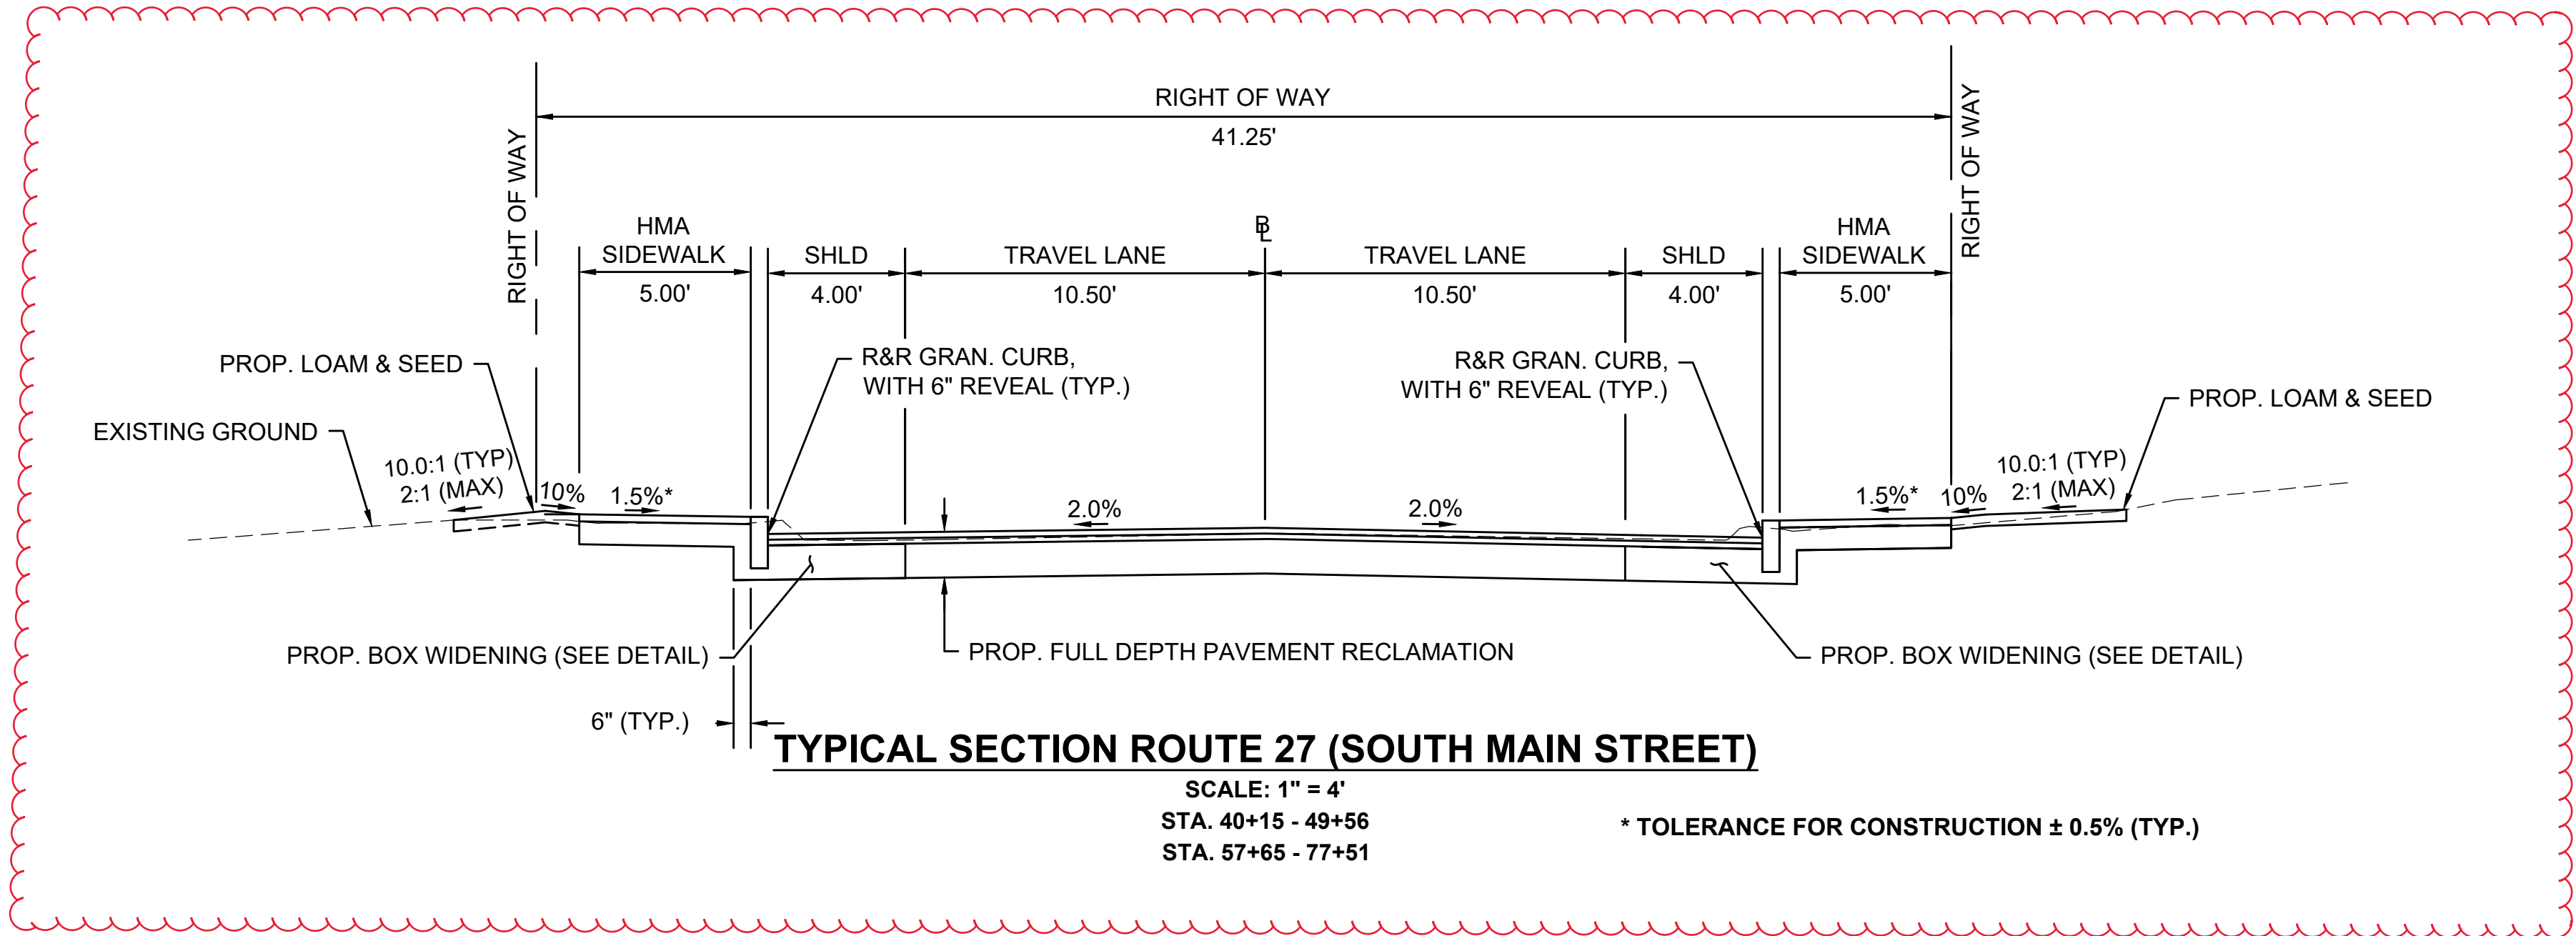 RIGHT OF WAY
41.25'
RIGHT OF WAY
RIGHT OF WAY
HMA
SIDEWALK
5.00'
SHLD
4.00'
TRAVEL LANE
10.50'
BL
TRAVEL LANE
10.50'
SHLD
4.00'
HMA
SIDEWALK
5.00'
PROP. LOAM & SEED
R&R GRAN. CURB,
WITH 6" REVEAL (TYP.)
R&R GRAN. CURB,
WITH 6" REVEAL (TYP.)
PROP. LOAM & SEED
EXISTING GROUND
10.0:1 (TYP)
2:1 (MAX)
10%
1.5%*
2.0%
2.0%
1.5%*
10%
10.0:1 (TYP)
2:1 (MAX)
PROP. BOX WIDENING (SEE DETAIL)
PROP. FULL DEPTH PAVEMENT RECLAMATION
PROP. BOX WIDENING (SEE DETAIL)
6" (TYP.)
TYPICAL SECTION ROUTE 27 (SOUTH MAIN STREET)
SCALE: 1" = 4'
STA. 40+15 - 49+56
STA. 57+65 - 77+51
* TOLERANCE FOR CONSTRUCTION ± 0.5% (TYP.)